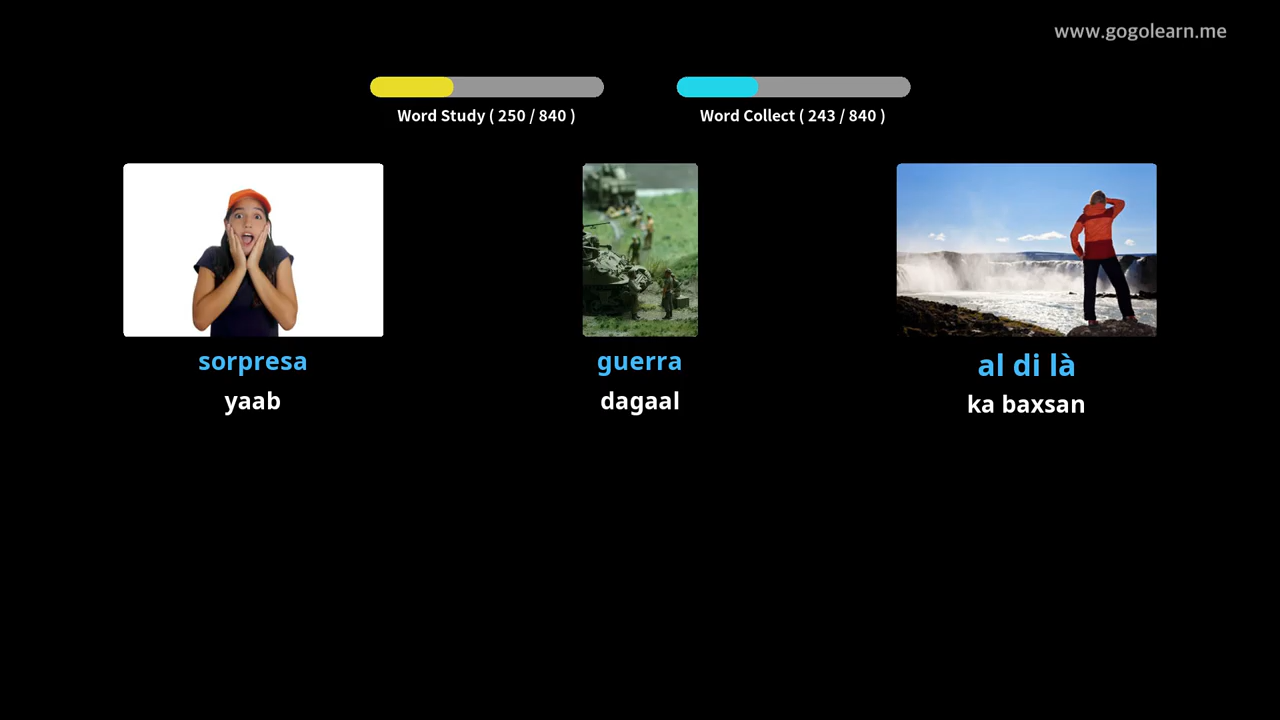 www.gogolearn.me
Word Study ( 250 / 840 )
Word Collect ( 243 / 840 )
sorpresa
yaab
guerra
dagaal
al di là
ka baxsan